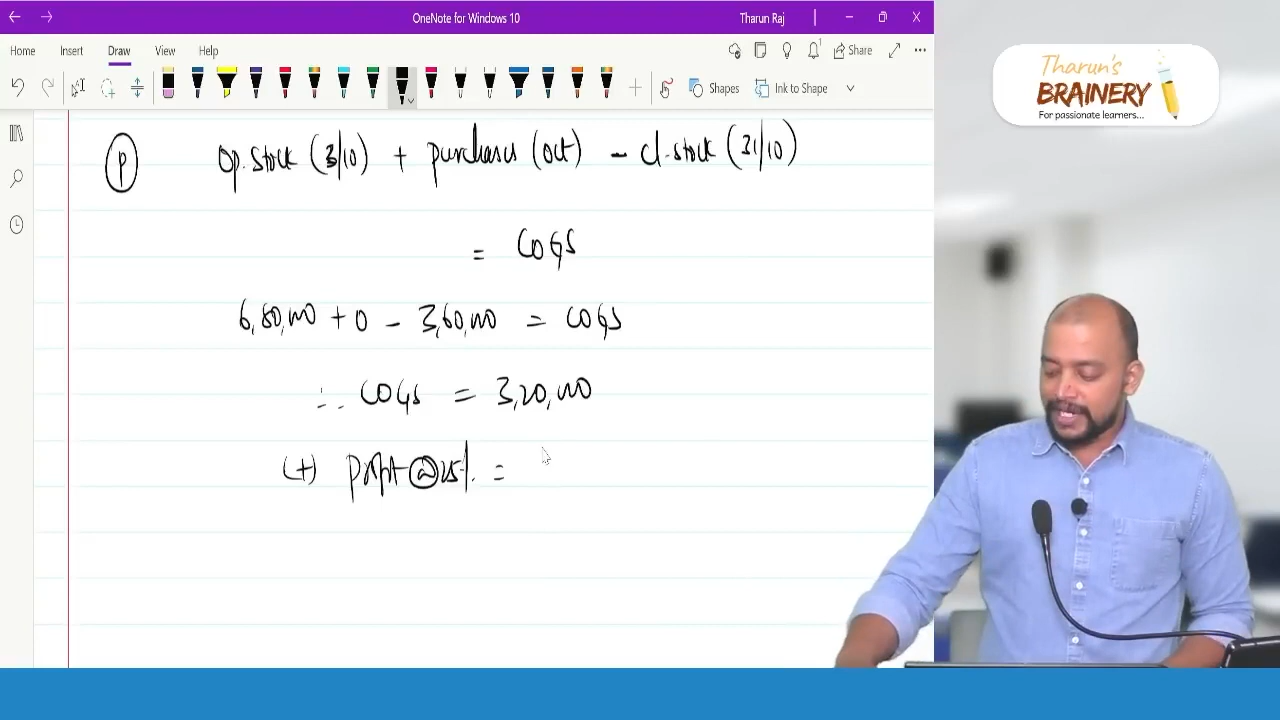 OneNote for Windows 10
Tharun Raj
Home Insert Draw View Help
Share
Shapes
Ink to Shape
Tharun's
BRAINERY
For passionate learners...
P Op. Stock (3/10) + purchases (Oct) - cl. stock (31/10)
= COGS
6,80,000 + 0 - 3,60,000 = COGS
∴ COGS = 3,20,000
(+) profit @ 25% =